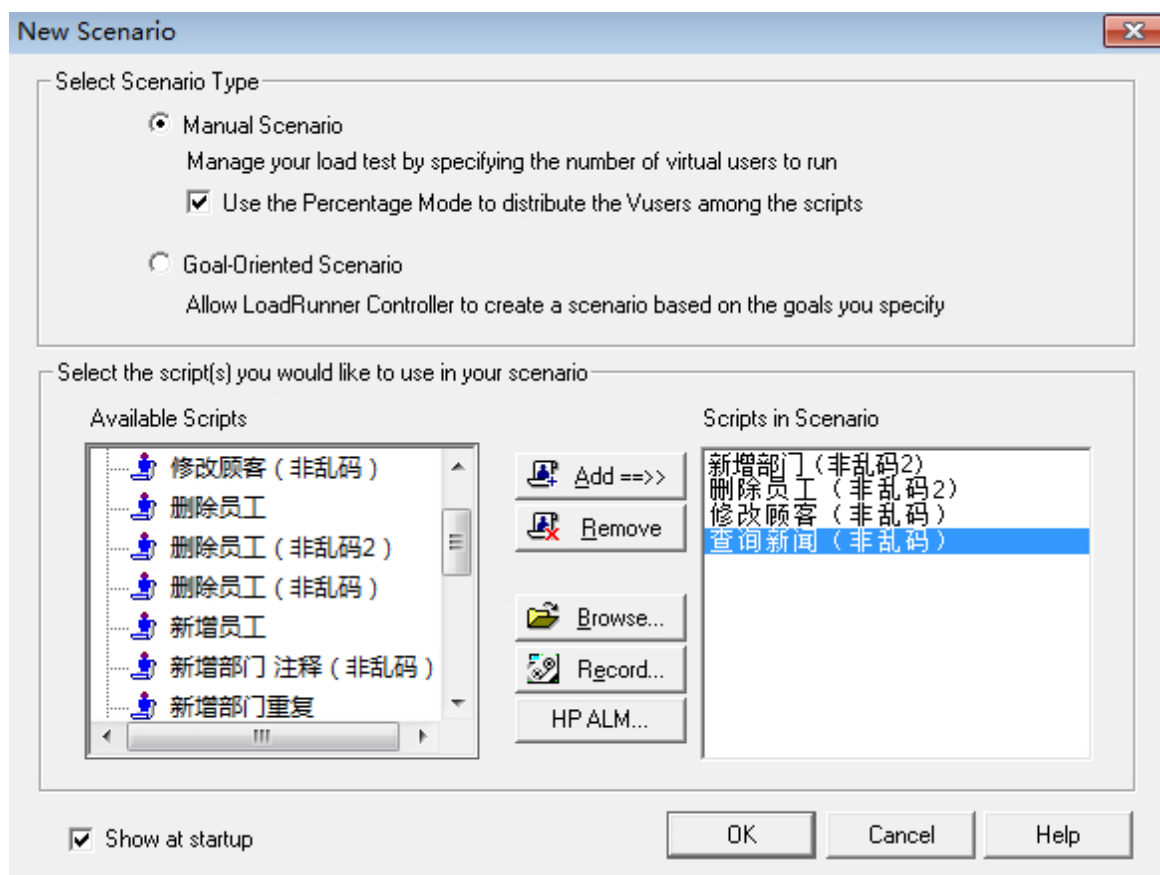 New Scenario
Select Scenario Type
Manual Scenario
Manage your load test by specifying the number of virtual users to run
Use the Percentage Mode to distribute the Vusers among the scripts
Goal-Oriented Scenario
Allow LoadRunner Controller to create a scenario based on the goals you specify
Select the script(s) you would like to use in your scenario
Available Scripts
修改顾客（非乱码）
删除员工
删除员工（非乱码2）
删除员工（非乱码）
新增员工
新增部门 注释（非乱码）
新增部门重复
Add ==>>
Remove
Browse...
Record...
HP ALM...
Scripts in Scenario
新增部门（非乱码2)
删除员工（非乱码2）
修改顾客（非乱码）
查询新闻（非乱码）
Show at startup
OK
Cancel
Help